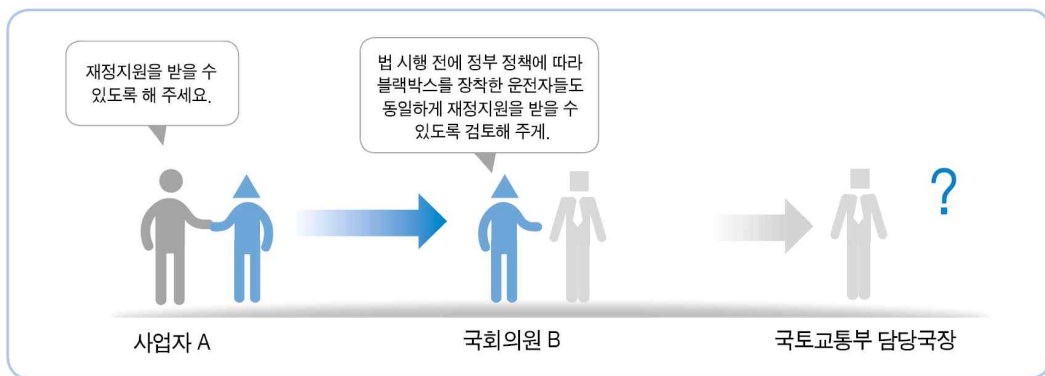 재정지원을 받을 수
있도록 해 주세요.
법 시행 전에 정부 정책에 따라
블랙박스를 장착한 운전자들도
동일하게 재정지원을 받을 수
있도록 검토해 주게.
?
사업자 A
국회의원 B
국토교통부 담당국장